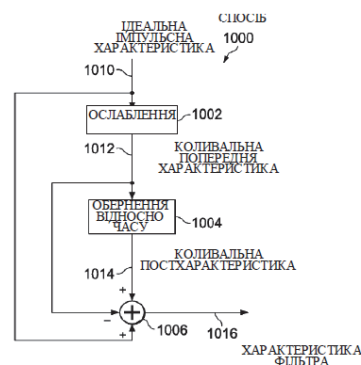 СПОСІБ
1000
ІДЕАЛЬНА
ІМПУЛЬСНА
ХАРАКТЕРИСТИКА
1010
ОСЛАБЛЕННЯ
1002
1012
КОЛИВАЛЬНА
ПОПЕРЕДНЯ
ХАРАКТЕРИСТИКА
ОБЕРНЕННЯ
ВІДНОСНО
ЧАСУ
1004
КОЛИВАЛЬНА
ПОСТХАРАКТЕРИСТИКА
1014
+
−
+
+
1006
1016
ХАРАКТЕРИСТИКА
ФІЛЬТРА